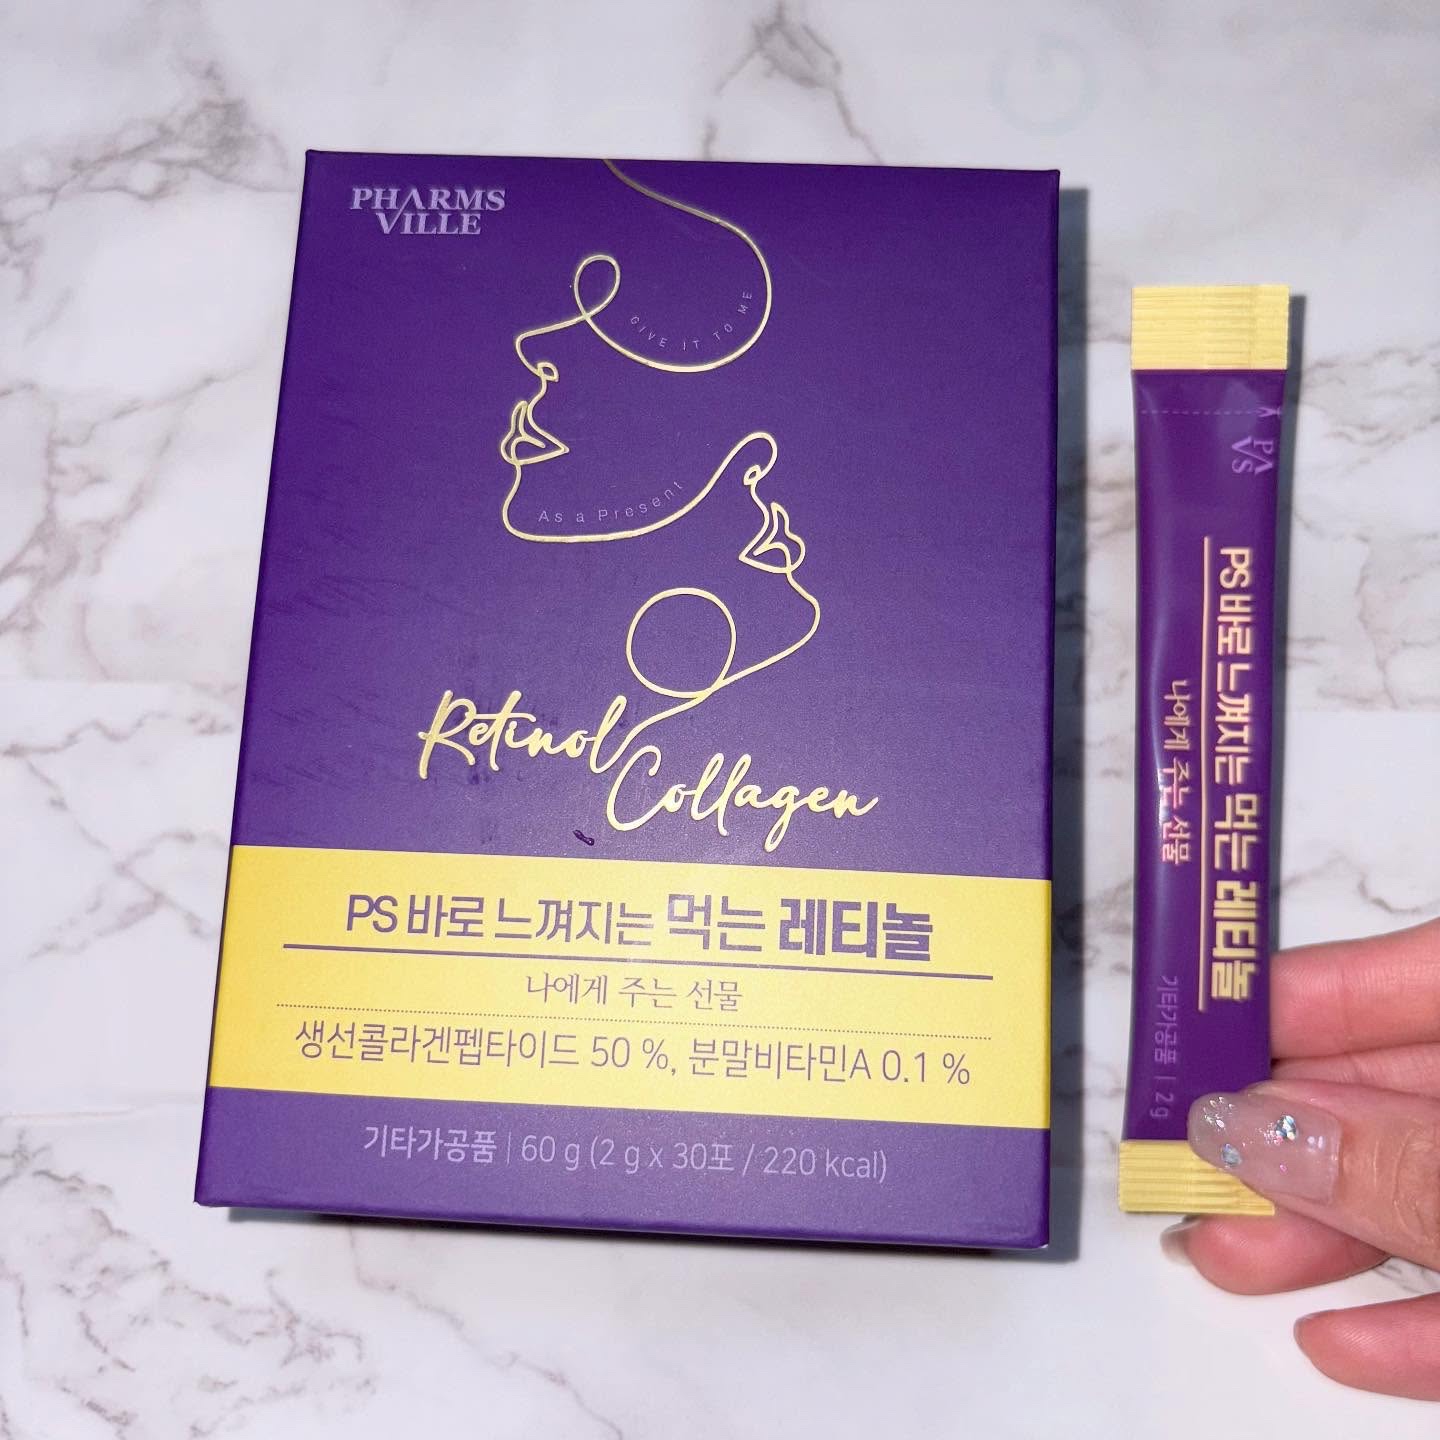 PHARMS
VILLE
GIVE IT TO ME
As a Present
Retinol
Collagen
PS 바로 느껴지는 먹는 레티놀
나에게 주는 선물
생선콜라겐펩타이드 50 %, 분말비타민A 0.1 %
기타가공품 | 60 g (2 g x 30포 / 220 kcal)
PΛ
VS
PS 바로 느껴지는 먹는 레티놀
나에게 주는 선물
기타가공품 | 2 g